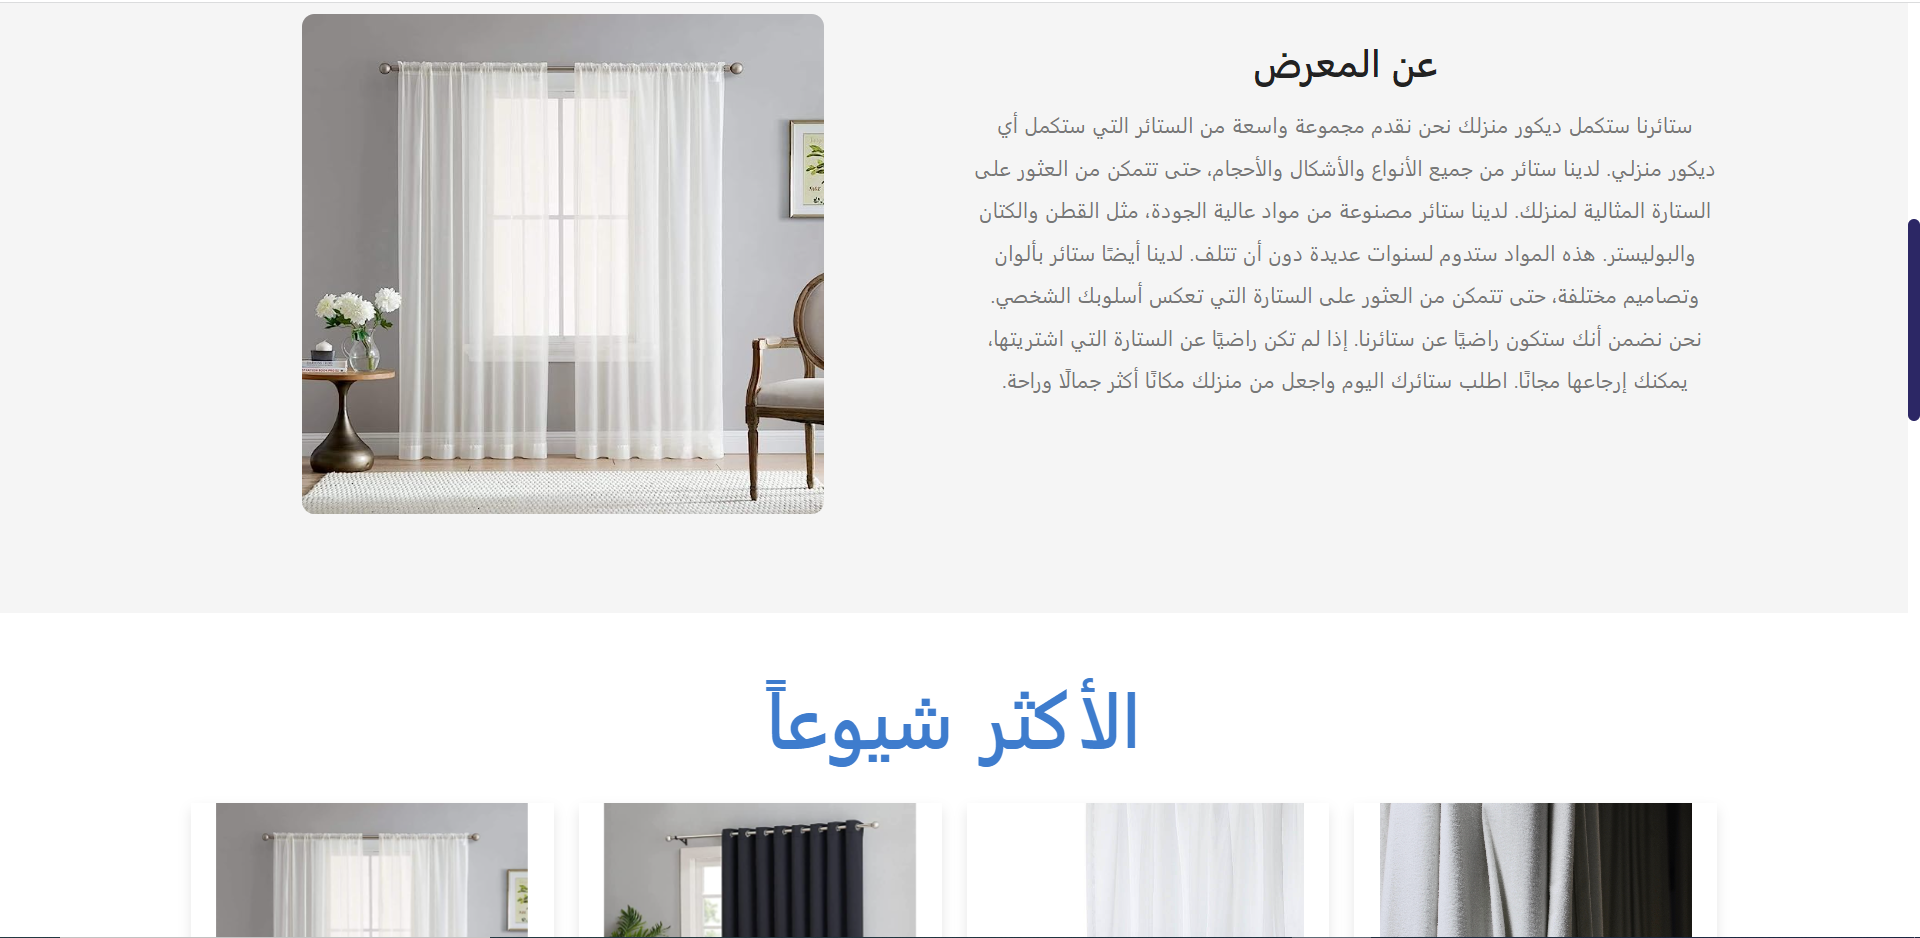 عن المعرض
ستائرنا ستكمل ديكور منزلك نحن نقدم مجموعة واسعة من الستائر التي ستكمل أي
ديكور منزلي. لدينا ستائر من جميع الأنواع والأشكال والأحجام، حتى تتمكن من العثور على
الستارة المثالية لمنزلك. لدينا ستائر مصنوعة من مواد عالية الجودة، مثل القطن والكتان
والبوليستر. هذه المواد ستدوم لسنوات عديدة دون أن تتلف. لدينا أيضًا ستائر بألوان
وتصاميم مختلفة، حتى تتمكن من العثور على الستارة التي تعكس أسلوبك الشخصي.
نحن نضمن أنك ستكون راضيًا عن ستائرنا. إذا لم تكن راضيًا عن الستارة التي اشتريتها،
يمكنك إرجاعها مجانًا. اطلب ستائرك اليوم واجعل من منزلك مكانًا أكثر جمالًا وراحة.
الأكثر شيوعاً